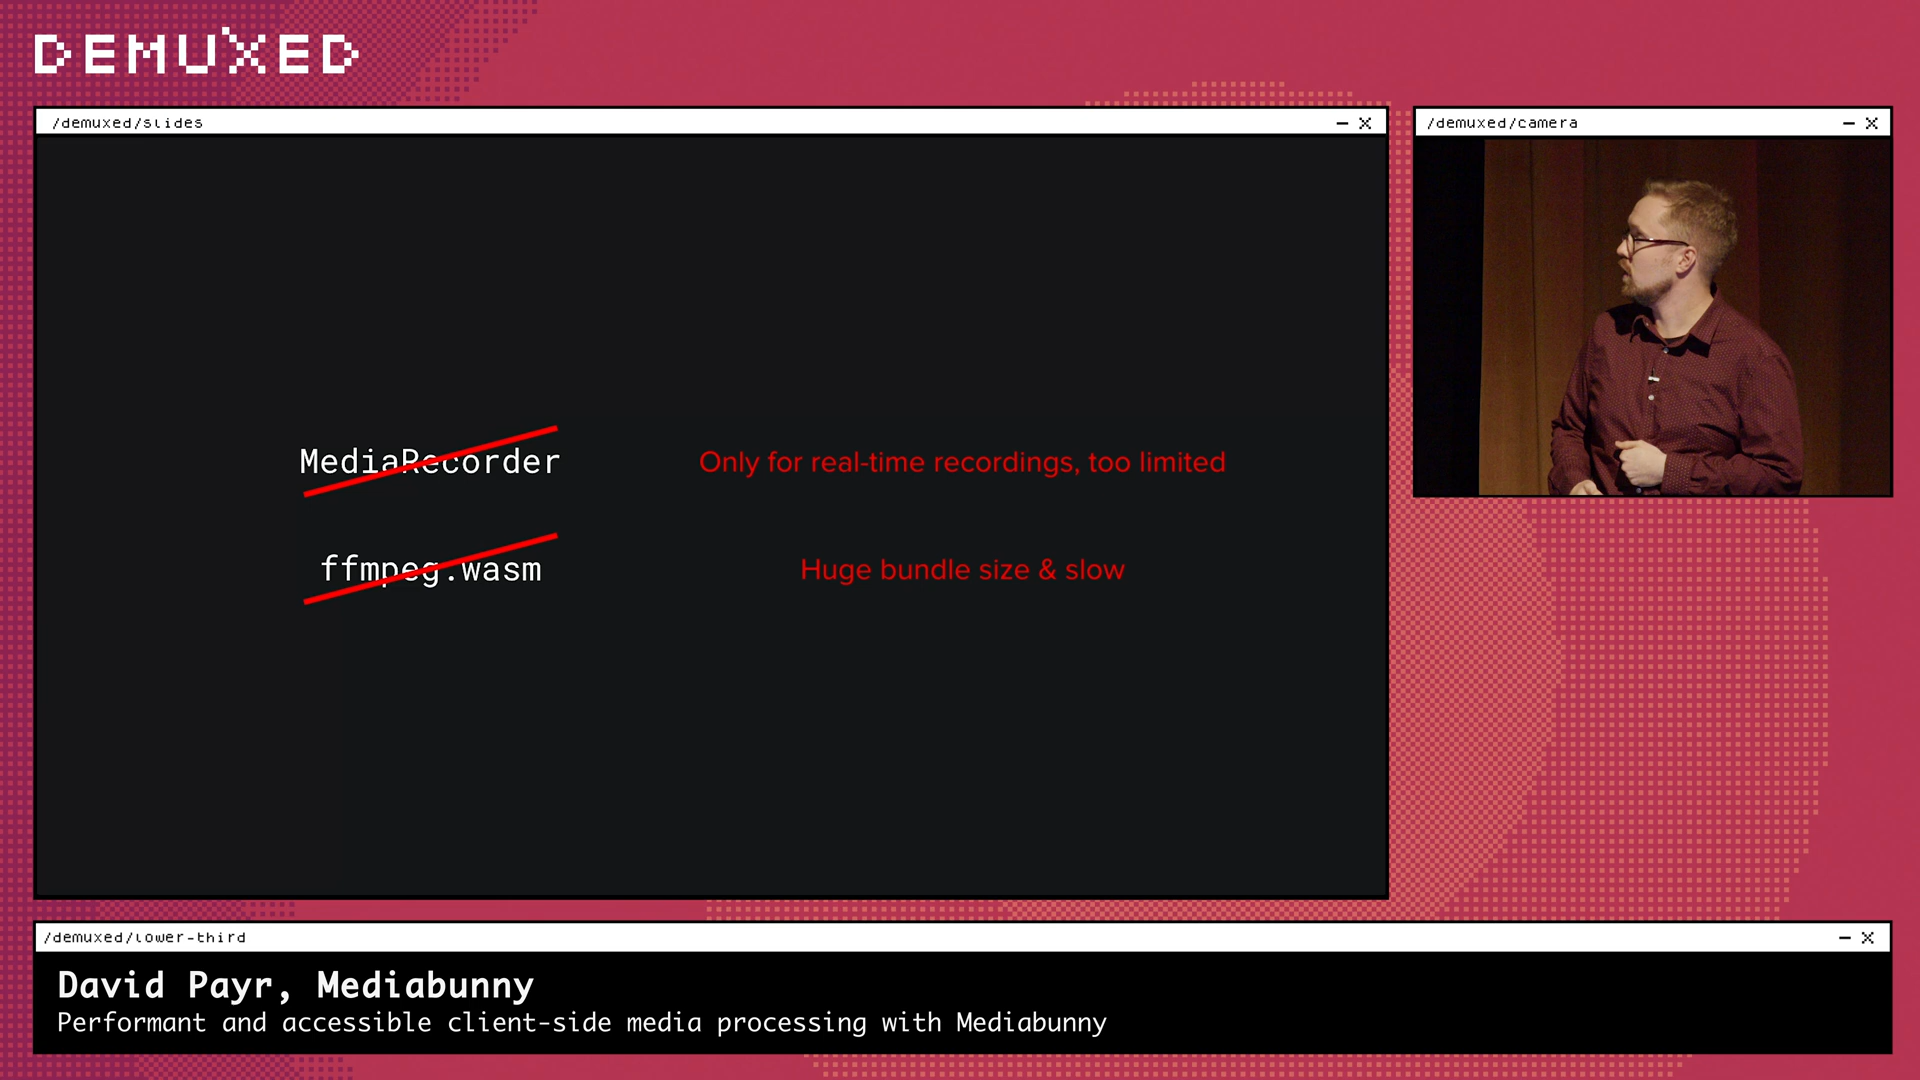 DEMUXED
/demuxed/slides
/demuxed/camera
MediaRecorder
Only for real-time recordings, too limited
ffmpeg.wasm
Huge bundle size & slow
/demuxed/lower-third
David Payr, Mediabunny
Performant and accessible client-side media processing with Mediabunny